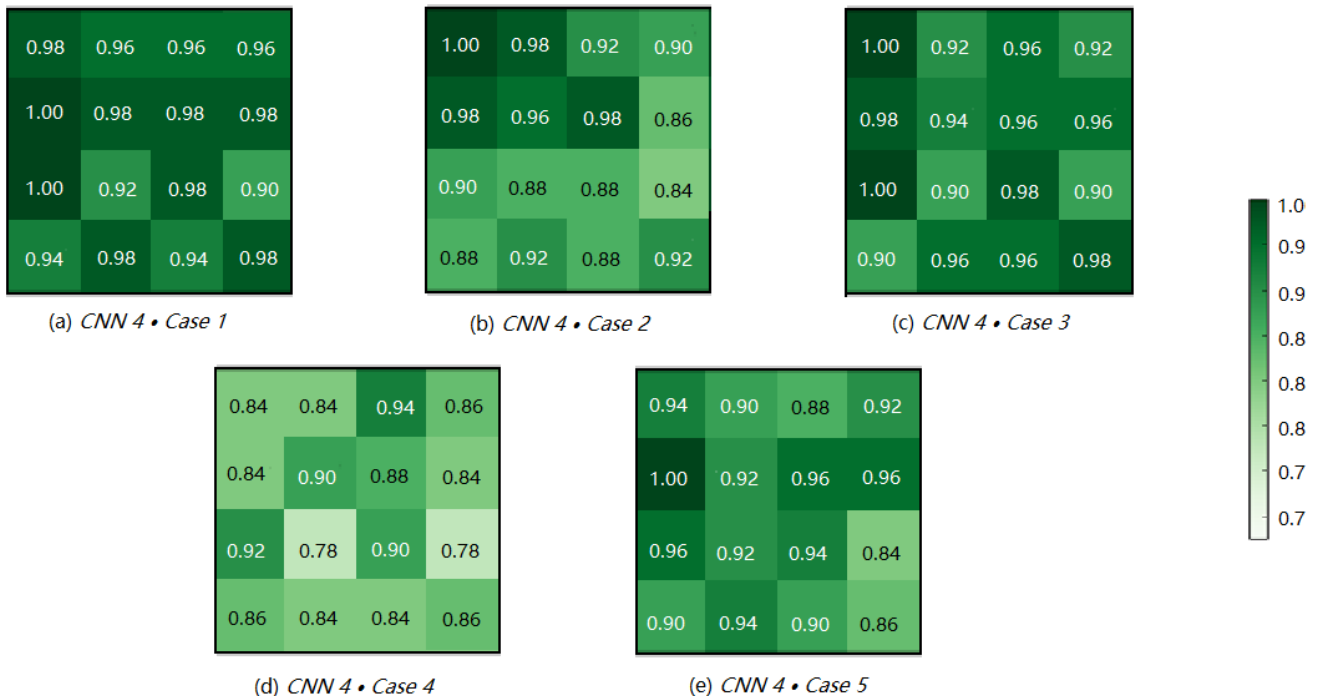 0.98 0.96 0.96 0.96
1.00 0.98 0.98 0.98
1.00 0.92 0.98 0.90
0.94 0.98 0.94 0.98
(a) CNN 4 • Case 1
1.00 0.98 0.92 0.90
0.98 0.96 0.98 0.86
0.90 0.88 0.88 0.84
0.88 0.92 0.88 0.92
(b) CNN 4 • Case 2
1.00 0.92 0.96 0.92
0.98 0.94 0.96 0.96
1.00 0.90 0.98 0.90
0.90 0.96 0.96 0.98
(c) CNN 4 • Case 3
1.0
0.9
0.9
0.8
0.8
0.8
0.7
0.7
0.84 0.84 0.94 0.86
0.84 0.90 0.88 0.84
0.92 0.78 0.90 0.78
0.86 0.84 0.84 0.86
(d) CNN 4 • Case 4
0.94 0.90 0.88 0.92
1.00 0.92 0.96 0.96
0.96 0.92 0.94 0.84
0.90 0.94 0.90 0.86
(e) CNN 4 • Case 5